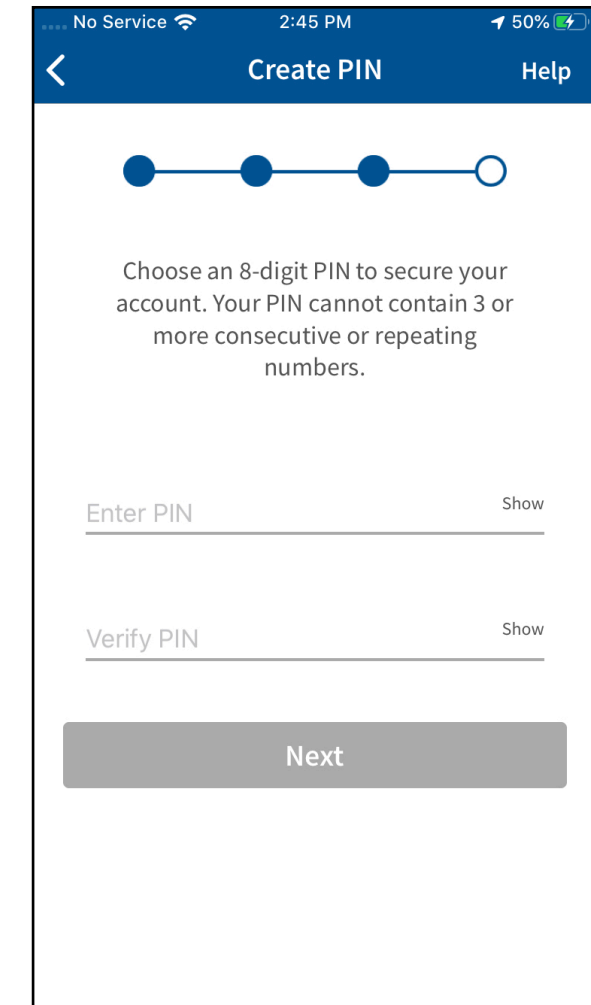 No Service 2:45 PM 50%
Create PIN Help
Choose an 8-digit PIN to secure your
account. Your PIN cannot contain 3 or
more consecutive or repeating
numbers.
Enter PIN Show
Verify PIN Show
Next